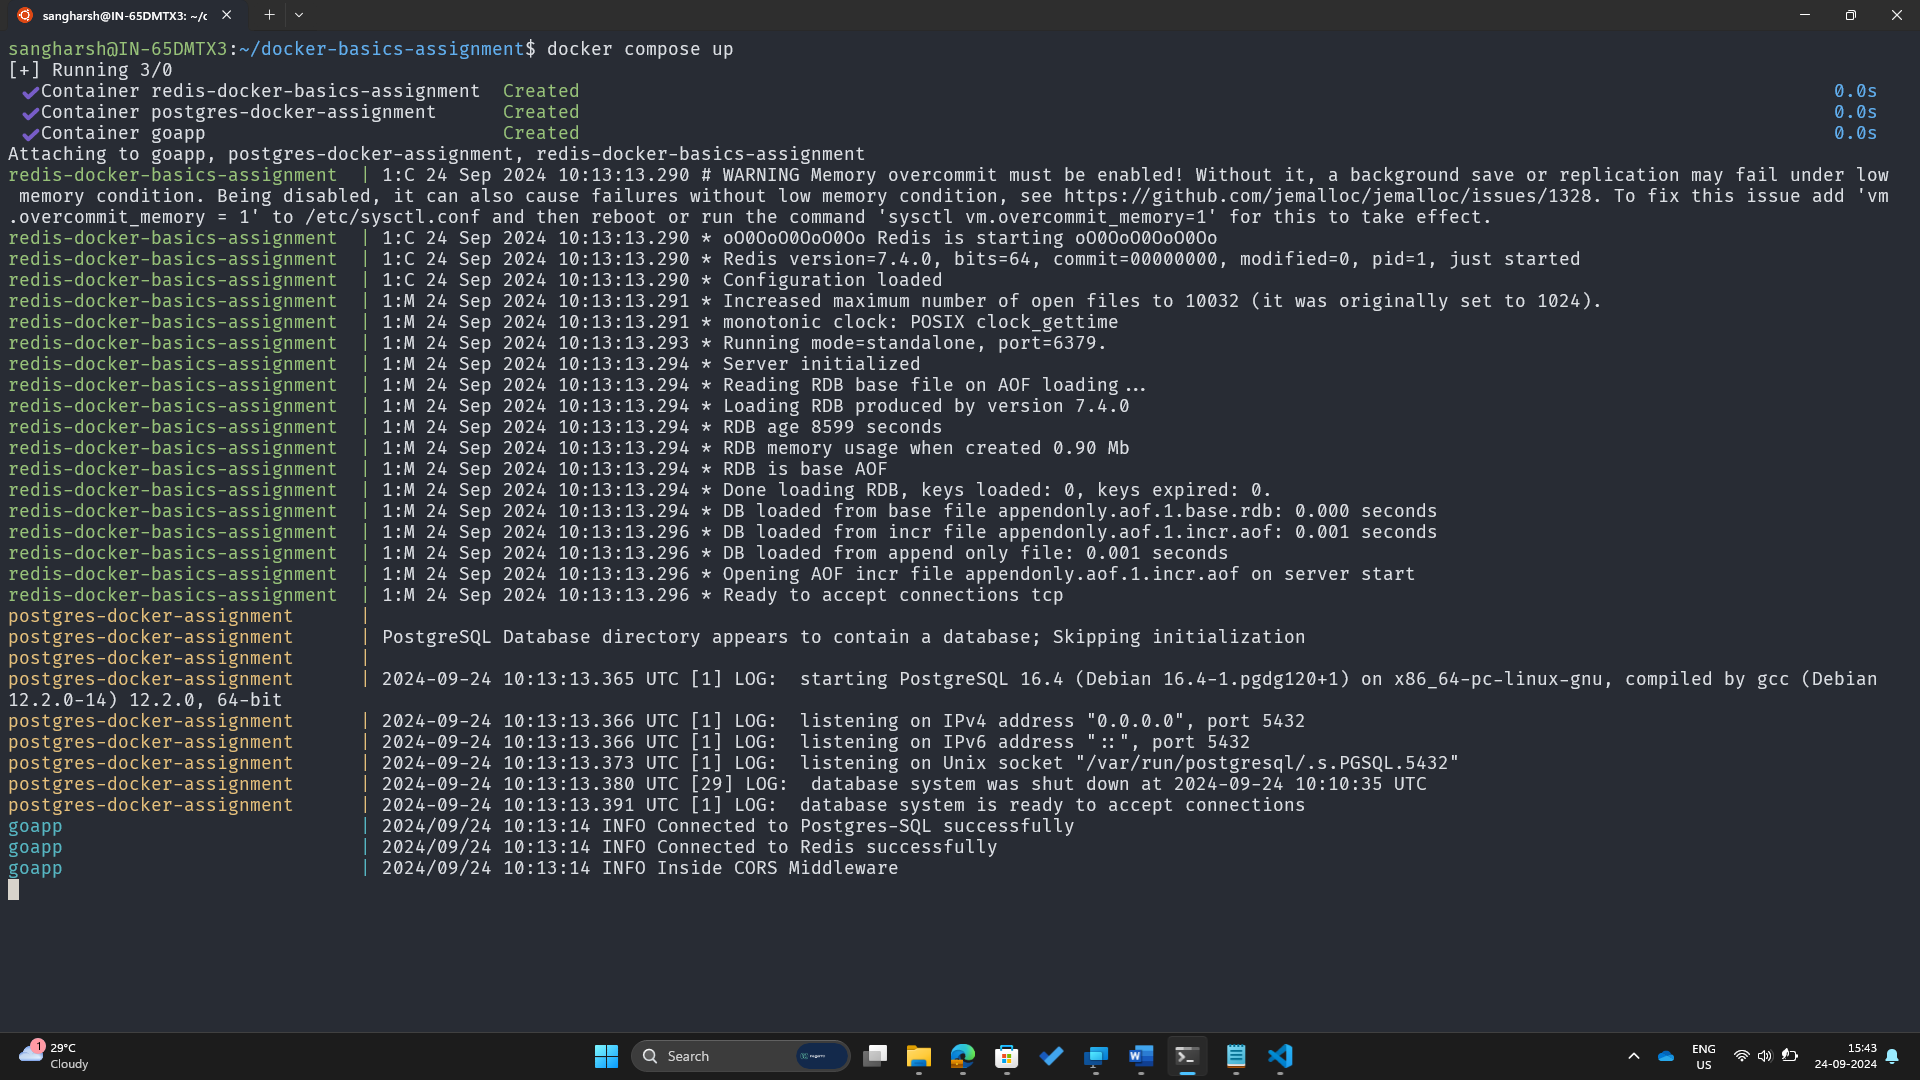 sangharsh@IN-65DMTX3: ~/c
sangharsh@IN-65DMTX3:~/docker-basics-assignment$ docker compose up
[+] Running 3/0
✔Container redis-docker-basics-assignment  Created 0.0s
✔Container postgres-docker-assignment Created 0.0s
✔Container goapp Created 0.0s
Attaching to goapp, postgres-docker-assignment, redis-docker-basics-assignment
redis-docker-basics-assignment  | 1:C 24 Sep 2024 10:13:13.290 # WARNING Memory overcommit must be enabled! Without it, a background save or replication may fail under low
memory condition. Being disabled, it can also cause failures without low memory condition, see https://github.com/jemalloc/jemalloc/issues/1328. To fix this issue add 'vm
.overcommit_memory = 1' to /etc/sysctl.conf and then reboot or run the command 'sysctl vm.overcommit_memory=1' for this to take effect.
redis-docker-basics-assignment  | 1:C 24 Sep 2024 10:13:13.290 * oO0OoO0OoO0Oo Redis is starting oO0OoO0OoO0Oo
redis-docker-basics-assignment  | 1:C 24 Sep 2024 10:13:13.290 * Redis version=7.4.0, bits=64, commit=00000000, modified=0, pid=1, just started
redis-docker-basics-assignment  | 1:C 24 Sep 2024 10:13:13.290 * Configuration loaded
redis-docker-basics-assignment  | 1:M 24 Sep 2024 10:13:13.291 * Increased maximum number of open files to 10032 (it was originally set to 1024).
redis-docker-basics-assignment  | 1:M 24 Sep 2024 10:13:13.291 * monotonic clock: POSIX clock_gettime
redis-docker-basics-assignment  | 1:M 24 Sep 2024 10:13:13.293 * Running mode=standalone, port=6379.
redis-docker-basics-assignment  | 1:M 24 Sep 2024 10:13:13.294 * Server initialized
redis-docker-basics-assignment  | 1:M 24 Sep 2024 10:13:13.294 * Reading RDB base file on AOF loading...
redis-docker-basics-assignment  | 1:M 24 Sep 2024 10:13:13.294 * Loading RDB produced by version 7.4.0
redis-docker-basics-assignment  | 1:M 24 Sep 2024 10:13:13.294 * RDB age 8599 seconds
redis-docker-basics-assignment  | 1:M 24 Sep 2024 10:13:13.294 * RDB memory usage when created 0.90 Mb
redis-docker-basics-assignment  | 1:M 24 Sep 2024 10:13:13.294 * RDB is base AOF
redis-docker-basics-assignment  | 1:M 24 Sep 2024 10:13:13.294 * Done loading RDB, keys loaded: 0, keys expired: 0.
redis-docker-basics-assignment  | 1:M 24 Sep 2024 10:13:13.294 * DB loaded from base file appendonly.aof.1.base.rdb: 0.000 seconds
redis-docker-basics-assignment  | 1:M 24 Sep 2024 10:13:13.296 * DB loaded from incr file appendonly.aof.1.incr.aof: 0.001 seconds
redis-docker-basics-assignment  | 1:M 24 Sep 2024 10:13:13.296 * DB loaded from append only file: 0.001 seconds
redis-docker-basics-assignment  | 1:M 24 Sep 2024 10:13:13.296 * Opening AOF incr file appendonly.aof.1.incr.aof on server start
redis-docker-basics-assignment  | 1:M 24 Sep 2024 10:13:13.296 * Ready to accept connections tcp
postgres-docker-assignment      |
postgres-docker-assignment      | PostgreSQL Database directory appears to contain a database; Skipping initialization
postgres-docker-assignment      |
postgres-docker-assignment      | 2024-09-24 10:13:13.365 UTC [1] LOG:  starting PostgreSQL 16.4 (Debian 16.4-1.pgdg120+1) on x86_64-pc-linux-gnu, compiled by gcc (Debian
12.2.0-14) 12.2.0, 64-bit
postgres-docker-assignment      | 2024-09-24 10:13:13.366 UTC [1] LOG:  listening on IPv4 address "0.0.0.0", port 5432
postgres-docker-assignment      | 2024-09-24 10:13:13.366 UTC [1] LOG:  listening on IPv6 address "::", port 5432
postgres-docker-assignment      | 2024-09-24 10:13:13.373 UTC [1] LOG:  listening on Unix socket "/var/run/postgresql/.s.PGSQL.5432"
postgres-docker-assignment      | 2024-09-24 10:13:13.380 UTC [29] LOG:  database system was shut down at 2024-09-24 10:10:35 UTC
postgres-docker-assignment      | 2024-09-24 10:13:13.391 UTC [1] LOG:  database system is ready to accept connections
goapp                           | 2024/09/24 10:13:14 INFO Connected to Postgres-SQL successfully
goapp                           | 2024/09/24 10:13:14 INFO Connected to Redis successfully
goapp                           | 2024/09/24 10:13:14 INFO Inside CORS Middleware
1
29°C
Cloudy
Search
W
ENG
US
15:43
24-09-2024